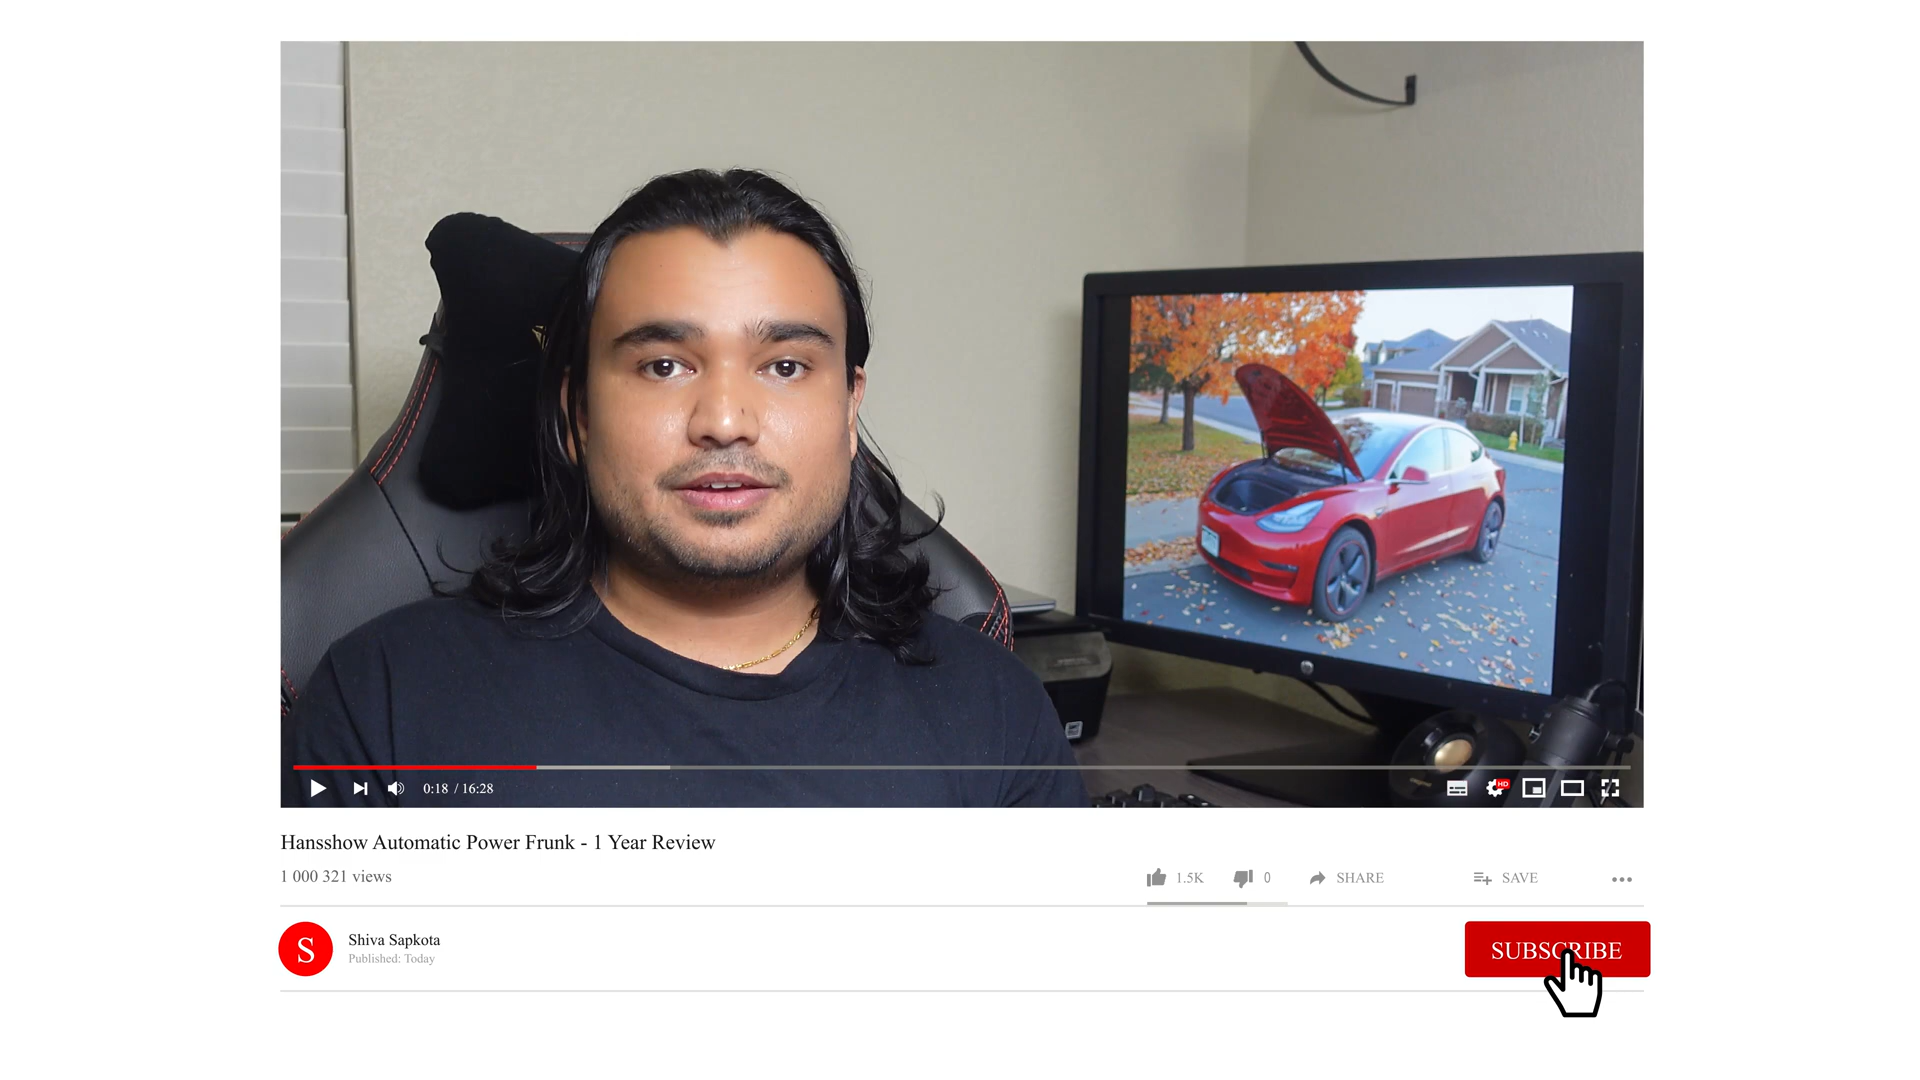 0:18 / 16:28
HD
Hansshow Automatic Power Frunk - 1 Year Review
1 000 321 views
1.5K
0
SHARE
SAVE
S
Shiva Sapkota
Published: Today
SUBSCRIBE